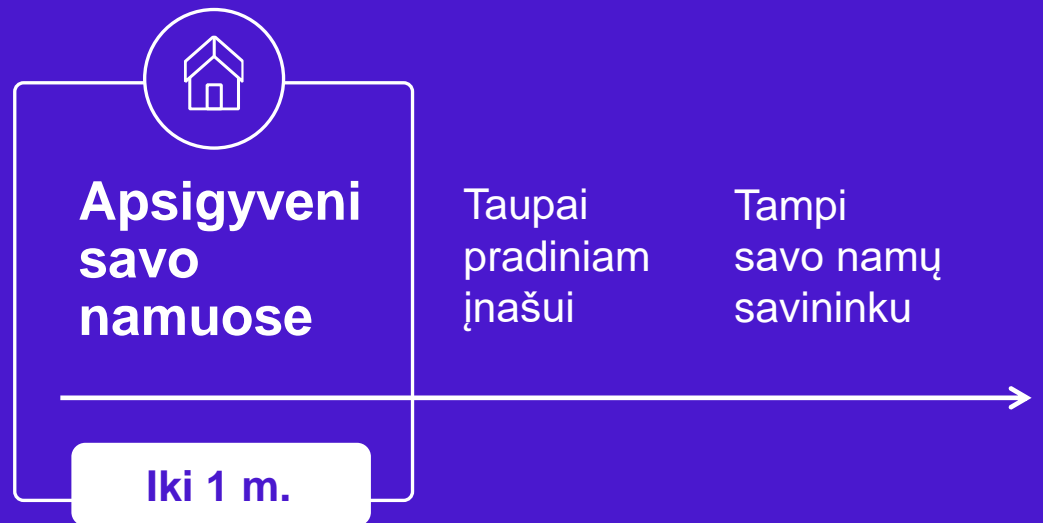 Apsigyveni
savo
namuose
Taupai
pradiniam
įnašui
Tampi
savo namų
savininku
Iki 1 m.